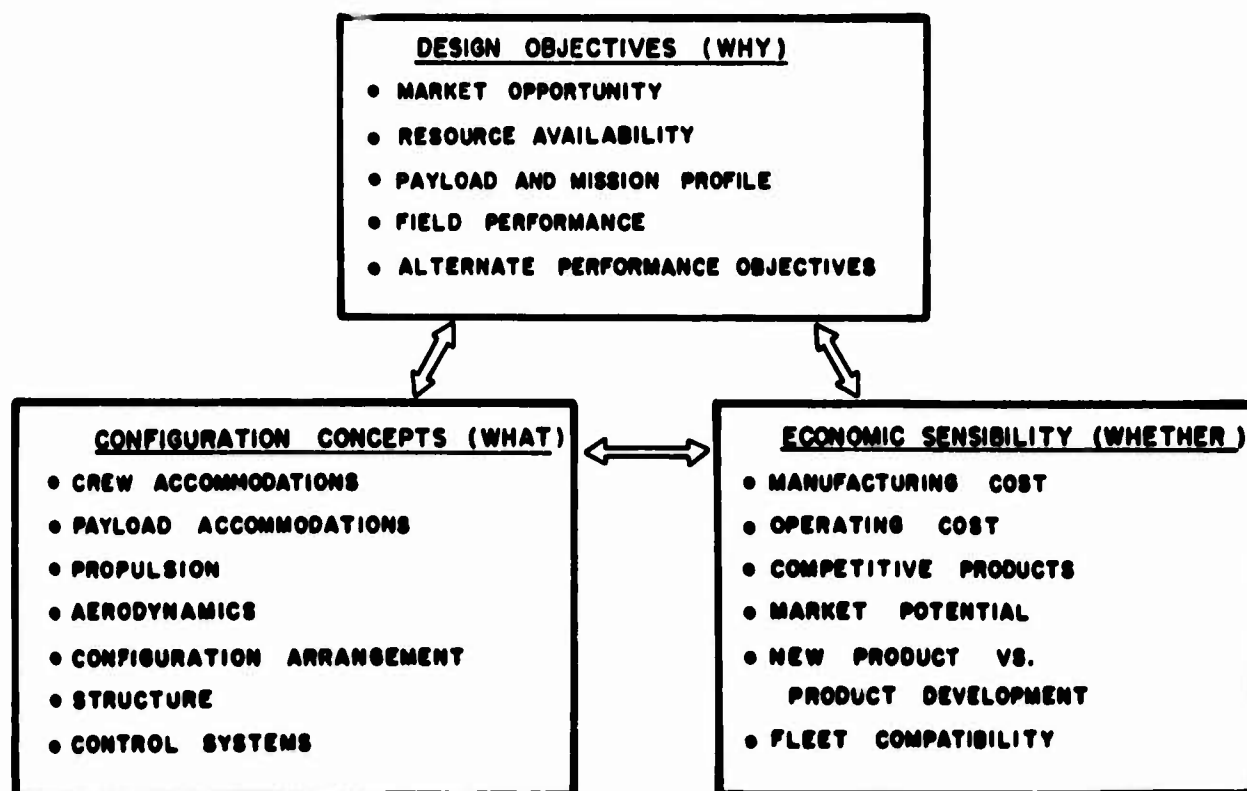 DESIGN OBJECTIVES (WHY)
• MARKET OPPORTUNITY
• RESOURCE AVAILABILITY
• PAYLOAD AND MISSION PROFILE
• FIELD PERFORMANCE
• ALTERNATE PERFORMANCE OBJECTIVES
CONFIGURATION CONCEPTS (WHAT)
• CREW ACCOMMODATIONS
• PAYLOAD ACCOMMODATIONS
• PROPULSION
• AERODYNAMICS
• CONFIGURATION ARRANGEMENT
• STRUCTURE
• CONTROL SYSTEMS
ECONOMIC SENSIBILITY (WHETHER)
• MANUFACTURING COST
• OPERATING COST
• COMPETITIVE PRODUCTS
• MARKET POTENTIAL
• NEW PRODUCT VS.
PRODUCT DEVELOPMENT
• FLEET COMPATIBILITY